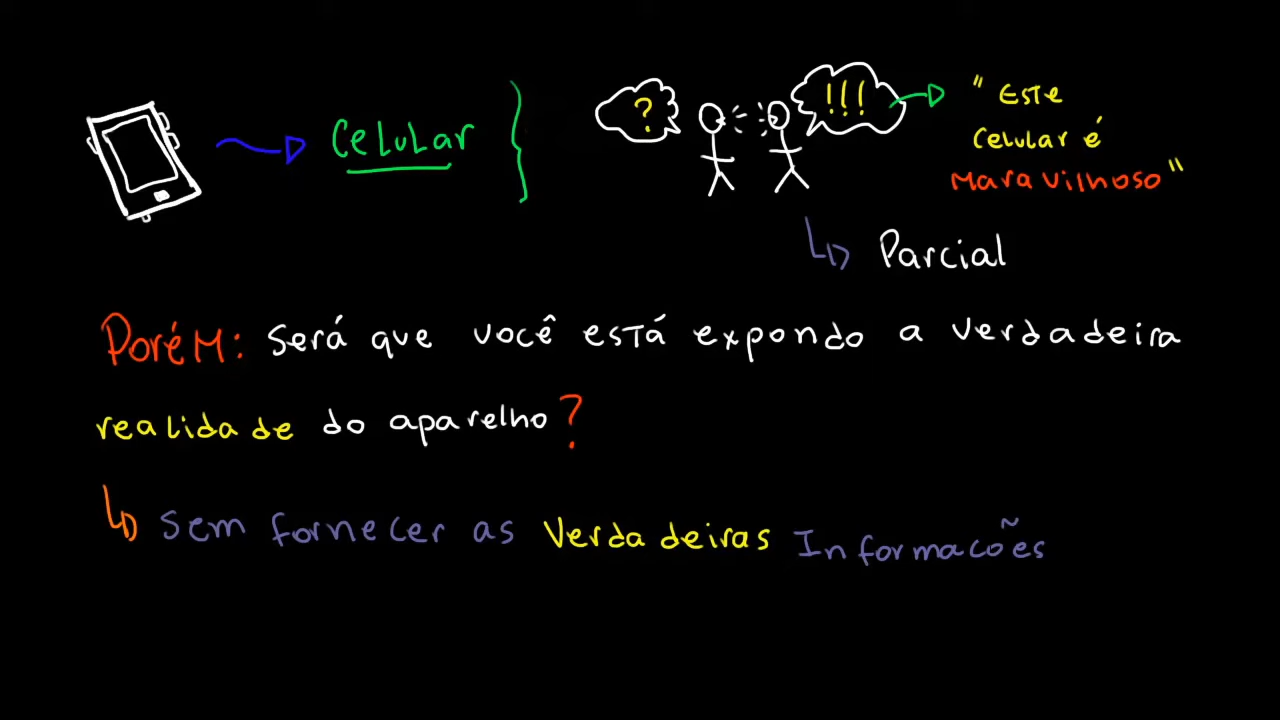 Celular
?
!!!
" Este
Celular é
Maravilhoso "
Parcial
Porém: Será que você está expondo a verdadeira
realidade do aparelho?
Sem fornecer as Verdadeiras Informacões